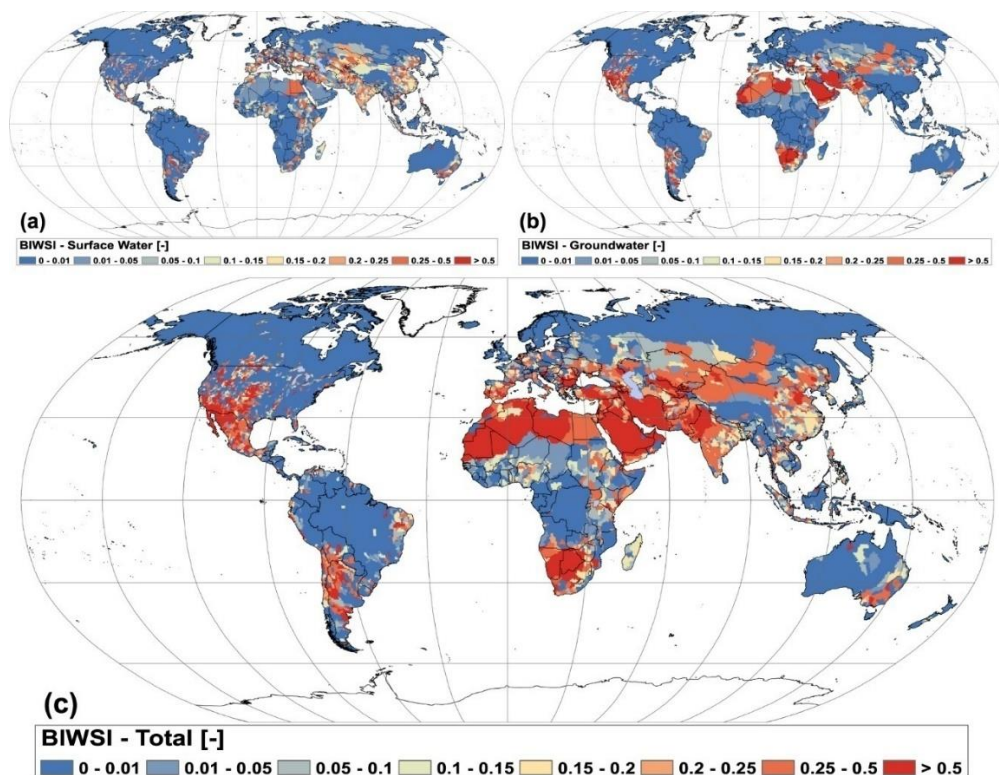 (a)
BIWSI - Surface Water [-]
0 - 0.01 0.01 - 0.05 0.05 - 0.1 0.1 - 0.15 0.15 - 0.2 0.2 - 0.25 0.25 - 0.5 > 0.5
(b)
BIWSI - Groundwater [-]
0 - 0.01 0.01 - 0.05 0.05 - 0.1 0.1 - 0.15 0.15 - 0.2 0.2 - 0.25 0.25 - 0.5 > 0.5
(c)
BIWSI - Total [-]
0 - 0.01 0.01 - 0.05 0.05 - 0.1 0.1 - 0.15 0.15 - 0.2 0.2 - 0.25 0.25 - 0.5 > 0.5